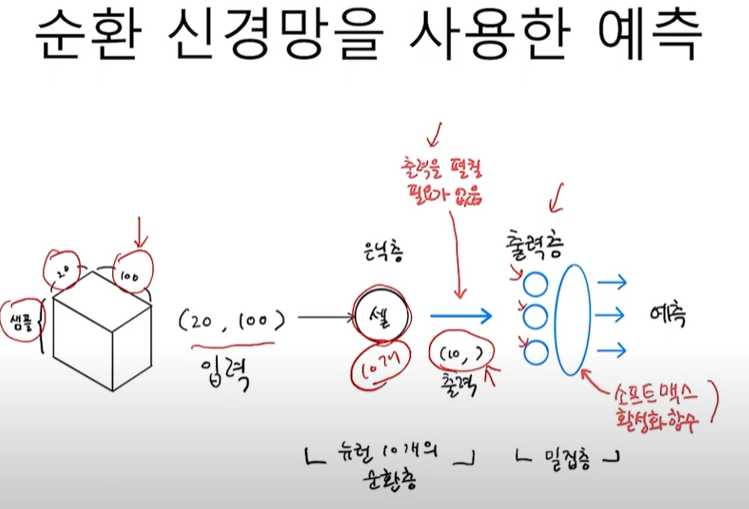 순환 신경망을 사용한 예측
출력을 펼칠
필요가 없음
은닉층
출력층
20
100
샘플
(20, 100)
입력
셀
10개
(10, )
출력
예측
소프트맥스
활성화함수
뉴런 10개의
순환층
밀집층